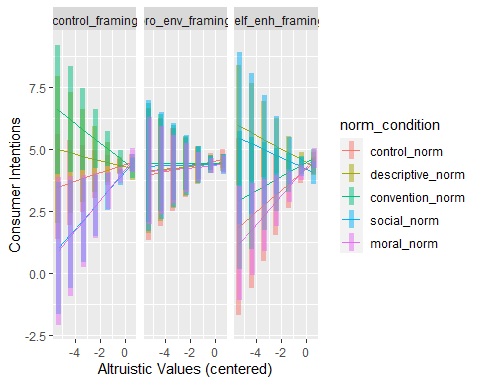 control_framing ro_env_framing elf_enh_framing
7.5
5.0
2.5
0.0
-2.5
Consumer Intentions
-4 -2 0 -4 -2 0 -4 -2 0
Altruistic Values (centered)
norm_condition
control_norm
descriptive_norm
convention_norm
social_norm
moral_norm